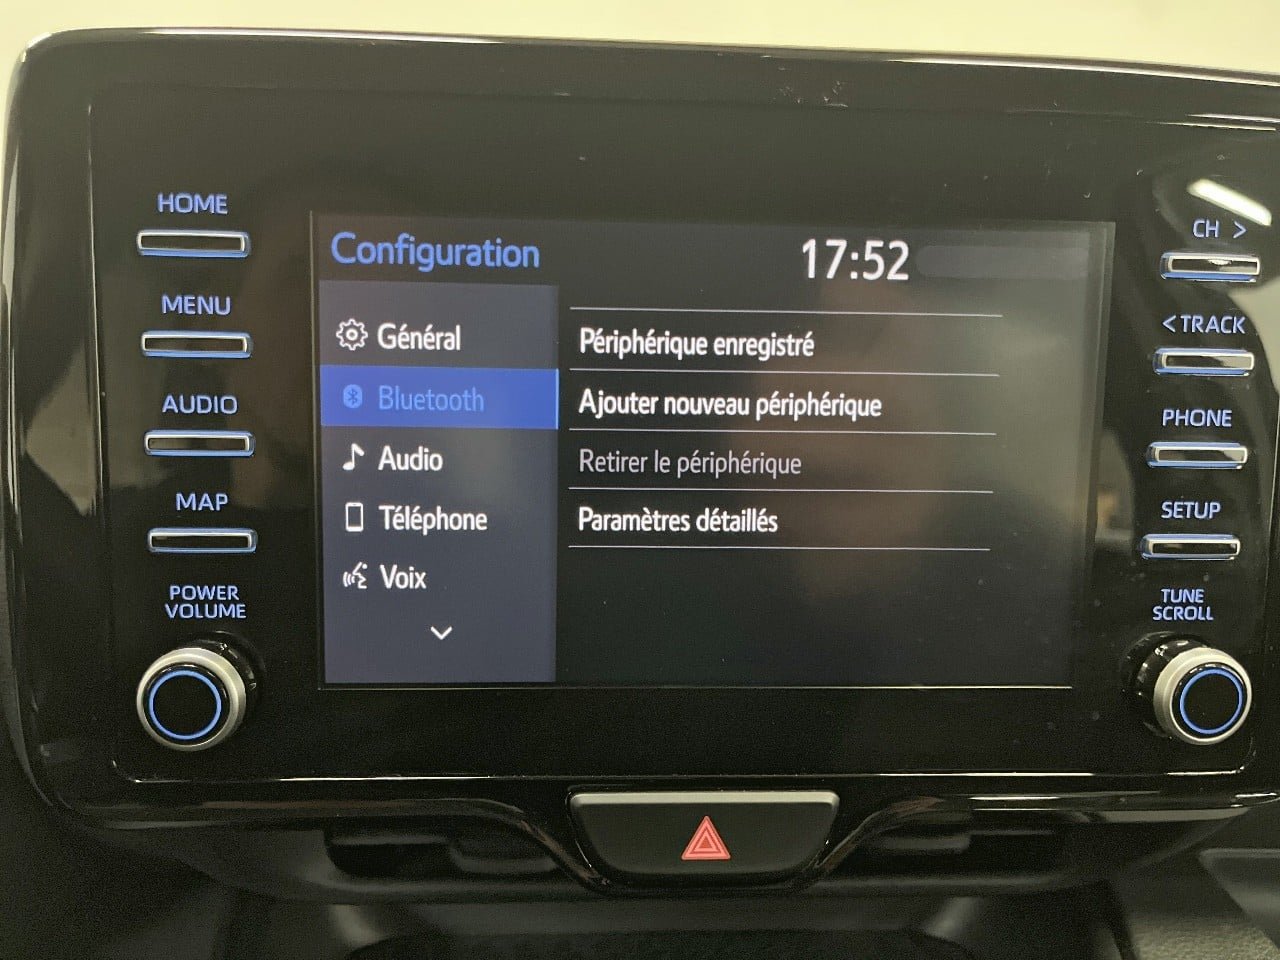 HOME
MENU
AUDIO
MAP
POWER
VOLUME
Configuration
17:52
Général
Bluetooth
Audio
Téléphone
Voix
Périphérique enregistré
Ajouter nouveau périphérique
Retirer le périphérique
Paramètres détaillés
CH >
< TRACK
PHONE
SETUP
TUNE
SCROLL